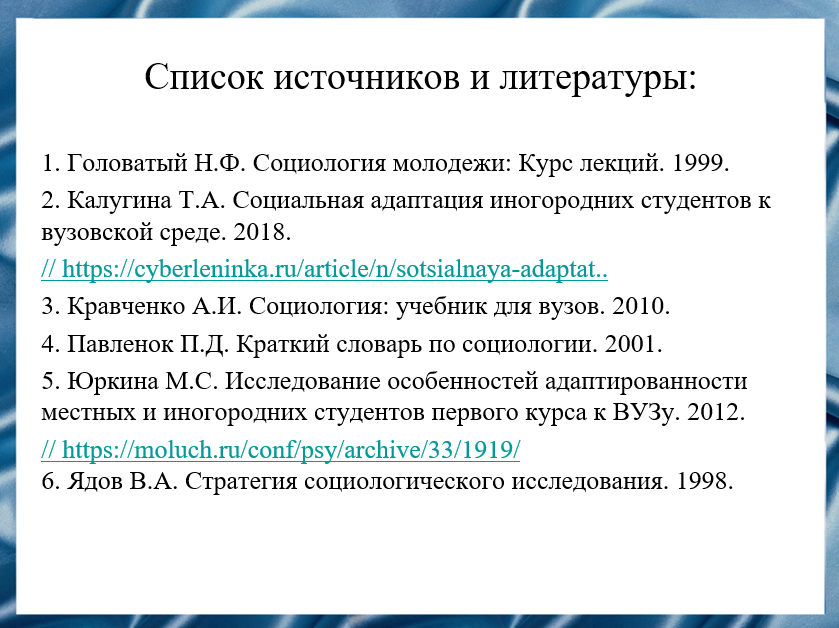 Список источников и литературы:
1. Головатый Н.Ф. Социология молодежи: Курс лекций. 1999.
2. Калугина Т.А. Социальная адаптация иногородних студентов к
вузовской среде. 2018.
// https://cyberleninka.ru/article/n/sotsialnaya-adaptat..
3. Кравченко А.И. Социология: учебник для вузов. 2010.
4. Павленок П.Д. Краткий словарь по социологии. 2001.
5. Юркина М.С. Исследование особенностей адаптированности
местных и иногородних студентов первого курса к ВУЗу. 2012.
// https://moluch.ru/conf/psy/archive/33/1919/
6. Ядов В.А. Стратегия социологического исследования. 1998.